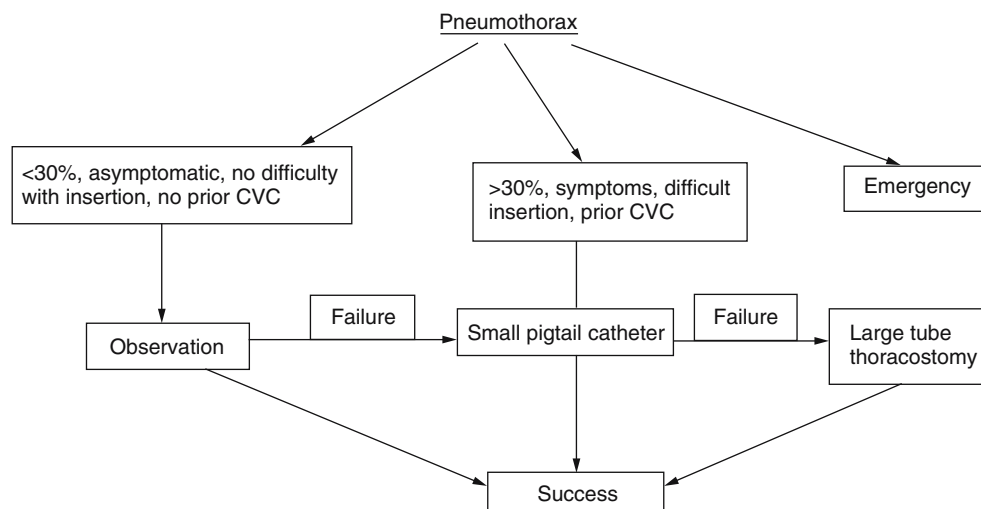 Pneumothorax
<30%, asymptomatic, no difficulty
with insertion, no prior CVC
>30%, symptoms, difficult
insertion, prior CVC
Emergency
Observation
Failure
Small pigtail catheter
Failure
Large tube
thoracostomy
Success